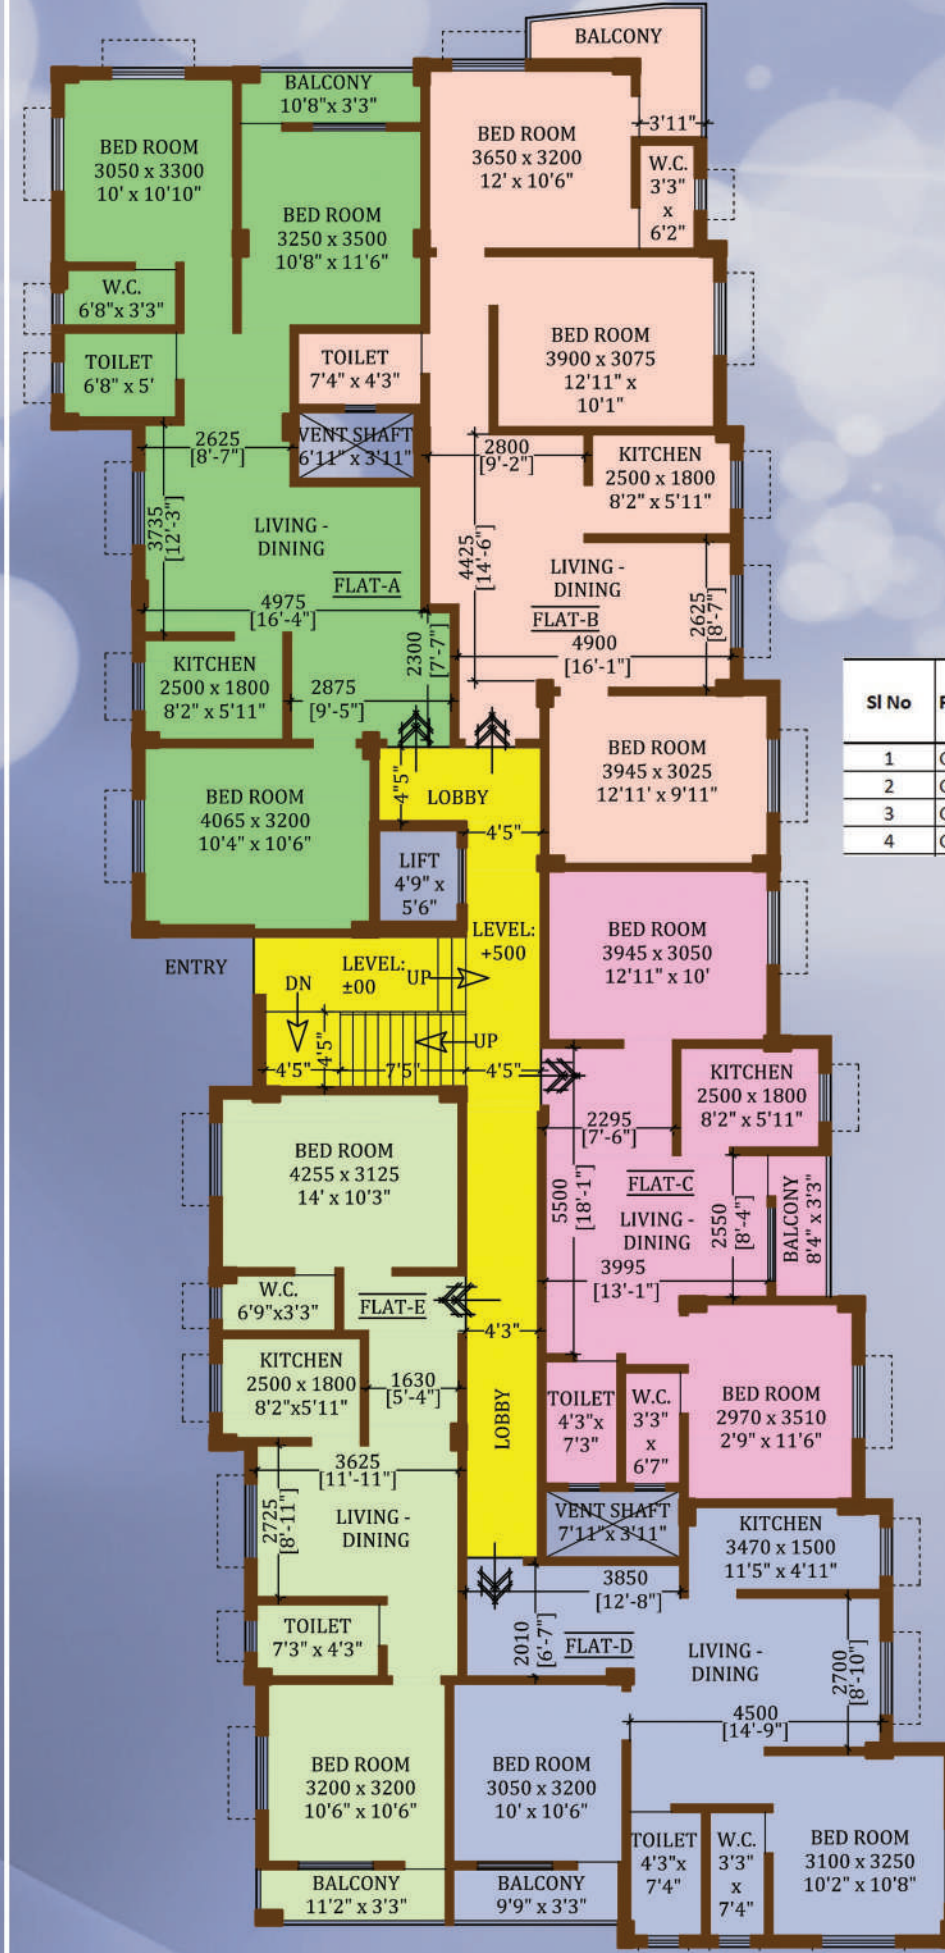 BALCONY
BALCONY
10'8"x 3'3"
3'11"
BED ROOM
3050 x 3300
10' x 10'10"
BED ROOM
3650 x 3200
12' x 10'6"
W.C.
3'3"
x
6'2"
BED ROOM
3250 x 3500
10'8" x 11'6"
W.C.
6'8"x 3'3"
TOILET
6'8" x 5'
TOILET
7'4" x 4'3"
BED ROOM
3900 x 3075
12'11" x
10'1"
VENT SHAFT
6'11" x 3'11"
2625
[8'-7"]
2800
[9'-2"]
KITCHEN
2500 x 1800
8'2" x 5'11"
3735
[12'-3"]
LIVING -
DINING
FLAT-A
4425
[14'-6"]
LIVING -
DINING
FLAT-B
2625
[8'-7"]
4975
[16'-4"]
4900
[16'-1"]
2300
[7'-7"]
KITCHEN
2500 x 1800
8'2" x 5'11"
2875
[9'-5"]
Sl No
1
2
3
4
BED ROOM
3945 x 3025
12'11' x 9'11"
BED ROOM
4065 x 3200
10'4" x 10'6"
4"5"
LOBBY
4'5"
LIFT
4'9" x
5'6"
LEVEL:
+500
BED ROOM
3945 x 3050
12'11" x 10'
ENTRY
LEVEL:
±00
UP
DN
UP
4'5"
4'5"
7'5'
4'5"
KITCHEN
2500 x 1800
8'2" x 5'11"
2295
[7'-6"]
BED ROOM
4255 x 3125
14' x 10'3"
5500
[18'-1"]
FLAT-C
LIVING -
DINING
2550
[8'-4"]
BALCONY
8'4" x 3'3"
3995
[13'-1"]
W.C.
6'9"x3'3"
FLAT-E
4'3"
KITCHEN
2500 x 1800
8'2"x5'11"
1630
[5'-4"]
LOBBY
TOILET
4'3"x
7'3"
W.C.
3'3"
x
6'7"
BED ROOM
2970 x 3510
2'9" x 11'6"
3625
[11'-11"]
2725
[8'-11"]
LIVING -
DINING
VENT SHAFT
7'11"x 3'11"
KITCHEN
3470 x 1500
11'5" x 4'11"
3850
[12'-8"]
2010
[6'-7"]
FLAT-D
LIVING -
DINING
2700
[8'-10"]
TOILET
7'3" x 4'3"
4500
[14'-9"]
BED ROOM
3200 x 3200
10'6" x 10'6"
BED ROOM
3050 x 3200
10' x 10'6"
TOILET
4'3"x
7'4"
W.C.
3'3"
x
7'4"
BED ROOM
3100 x 3250
10'2" x 10'8"
BALCONY
11'2" x 3'3"
BALCONY
9'9" x 3'3"